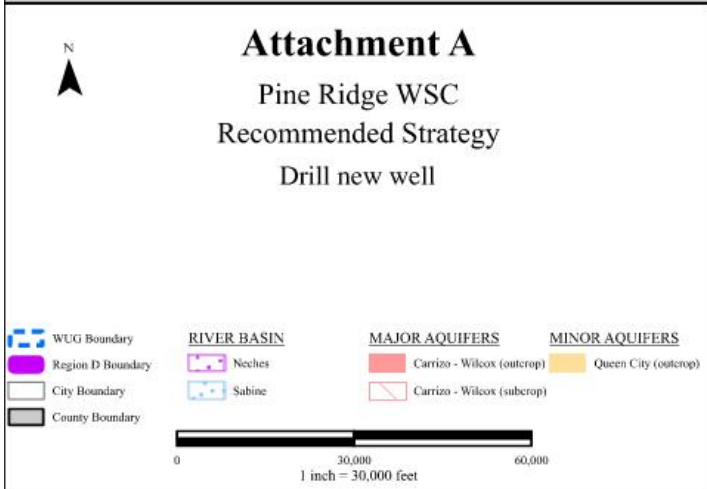 N
Attachment A
Pine Ridge WSC
Recommended Strategy
Drill new well
WUG Boundary
Region D Boundary
City Boundary
County Boundary
RIVER BASIN
Neches
Sabine
MAJOR AQUIFERS
Carrizo - Wilcox (outcrop)
Carrizo - Wilcox (subcrop)
MINOR AQUIFERS
Queen City (outcrop)
0 30,000 60,000
1 inch = 30,000 feet